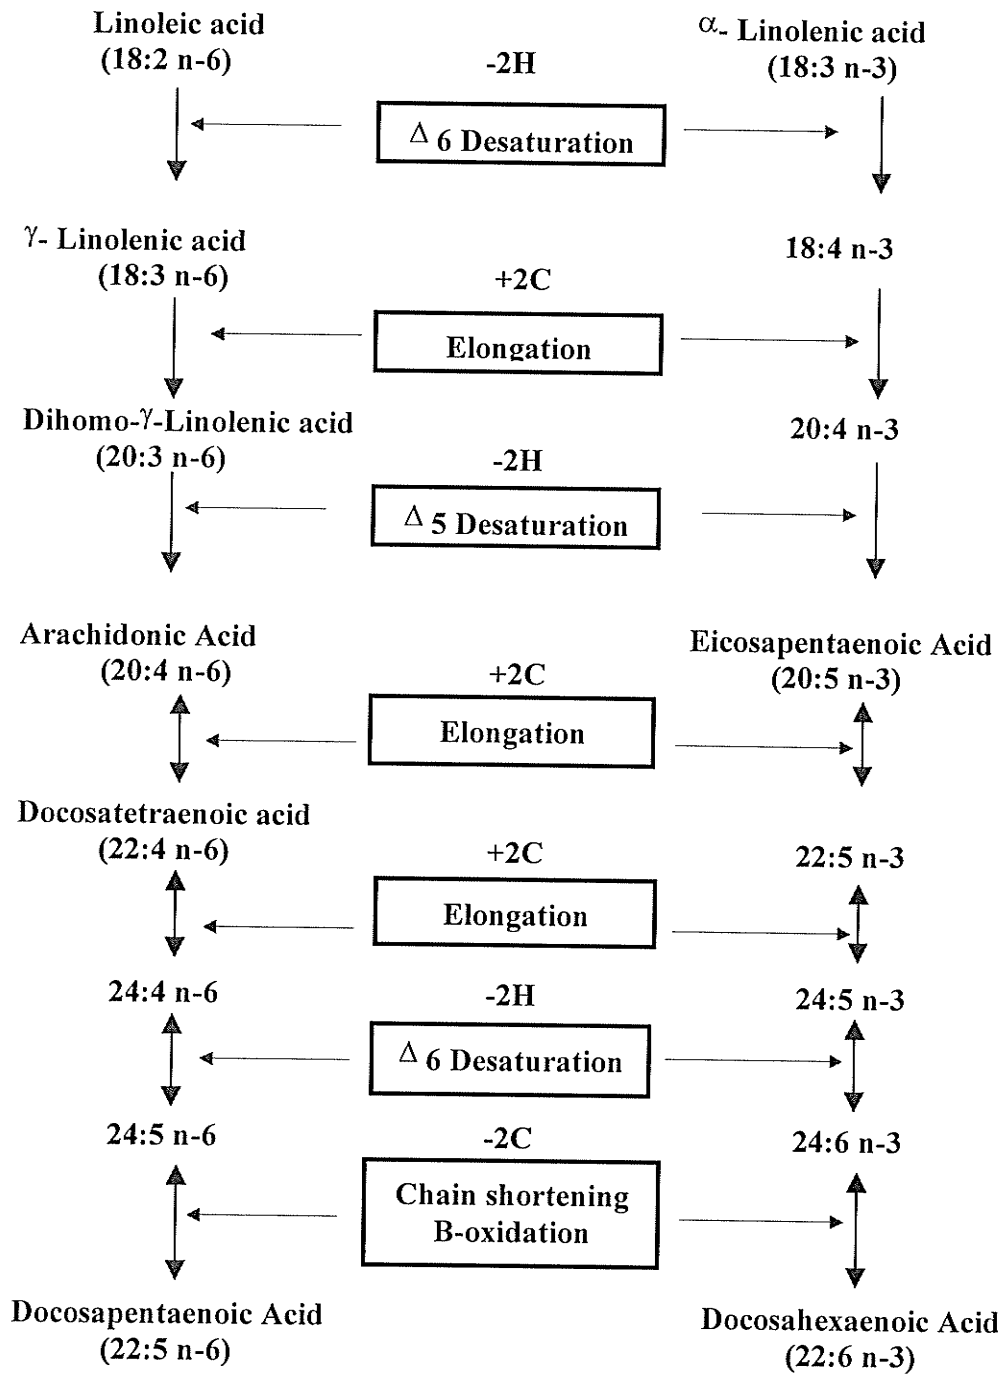 Linoleic acid
(18:2 n-6)
-2H
α- Linolenic acid
(18:3 n-3)
Δ 6 Desaturation
γ- Linolenic acid
(18:3 n-6)
+2C
18:4 n-3
Elongation
Dihomo-γ-Linolenic acid
(20:3 n-6)
-2H
20:4 n-3
Δ 5 Desaturation
Arachidonic Acid
(20:4 n-6)
+2C
Eicosapentaenoic Acid
(20:5 n-3)
Elongation
Docosatetraenoic acid
(22:4 n-6)
+2C
22:5 n-3
Elongation
24:4 n-6
-2H
24:5 n-3
Δ 6 Desaturation
24:5 n-6
-2C
24:6 n-3
Chain shortening
B-oxidation
Docosapentaenoic Acid
(22:5 n-6)
Docosahexaenoic Acid
(22:6 n-3)